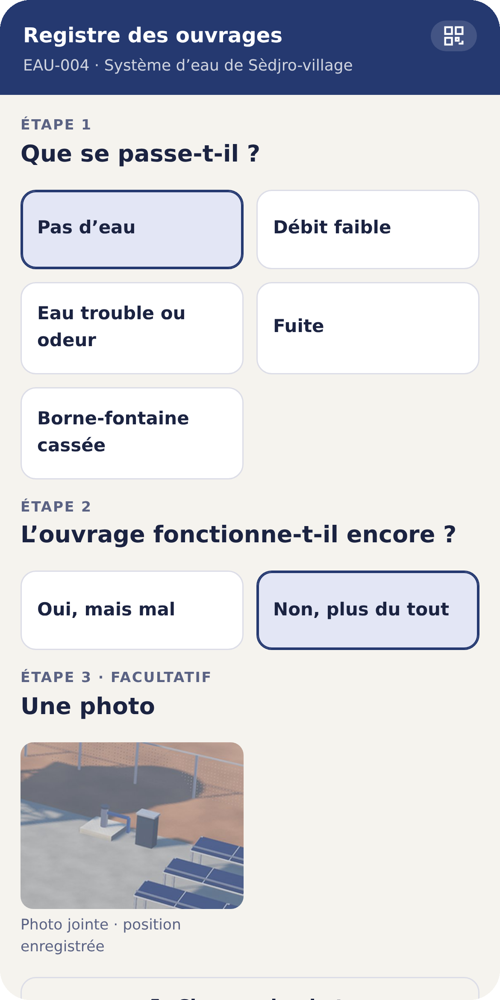 Registre des ouvrages
EAU-004 · Système d’eau de Sèdjro-village
ÉTAPE 1
Que se passe-t-il ?
Pas d’eau
Débit faible
Eau trouble ou
odeur
Fuite
Borne-fontaine
cassée
ÉTAPE 2
L’ouvrage fonctionne-t-il encore ?
Oui, mais mal
Non, plus du tout
ÉTAPE 3 · FACULTATIF
Une photo
Photo jointe · position
enregistrée